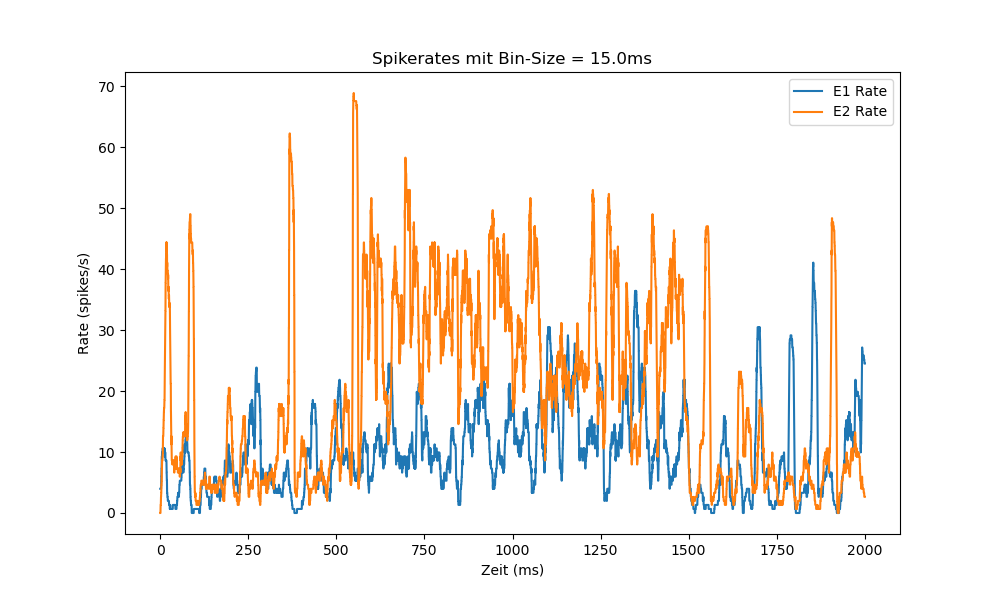 Spikerates mit Bin-Size = 15.0ms
E1 Rate
E2 Rate
70
60
50
40
30
20
10
0
Rate (spikes/s)
0 250 500 750 1000 1250 1500 1750 2000
Zeit (ms)